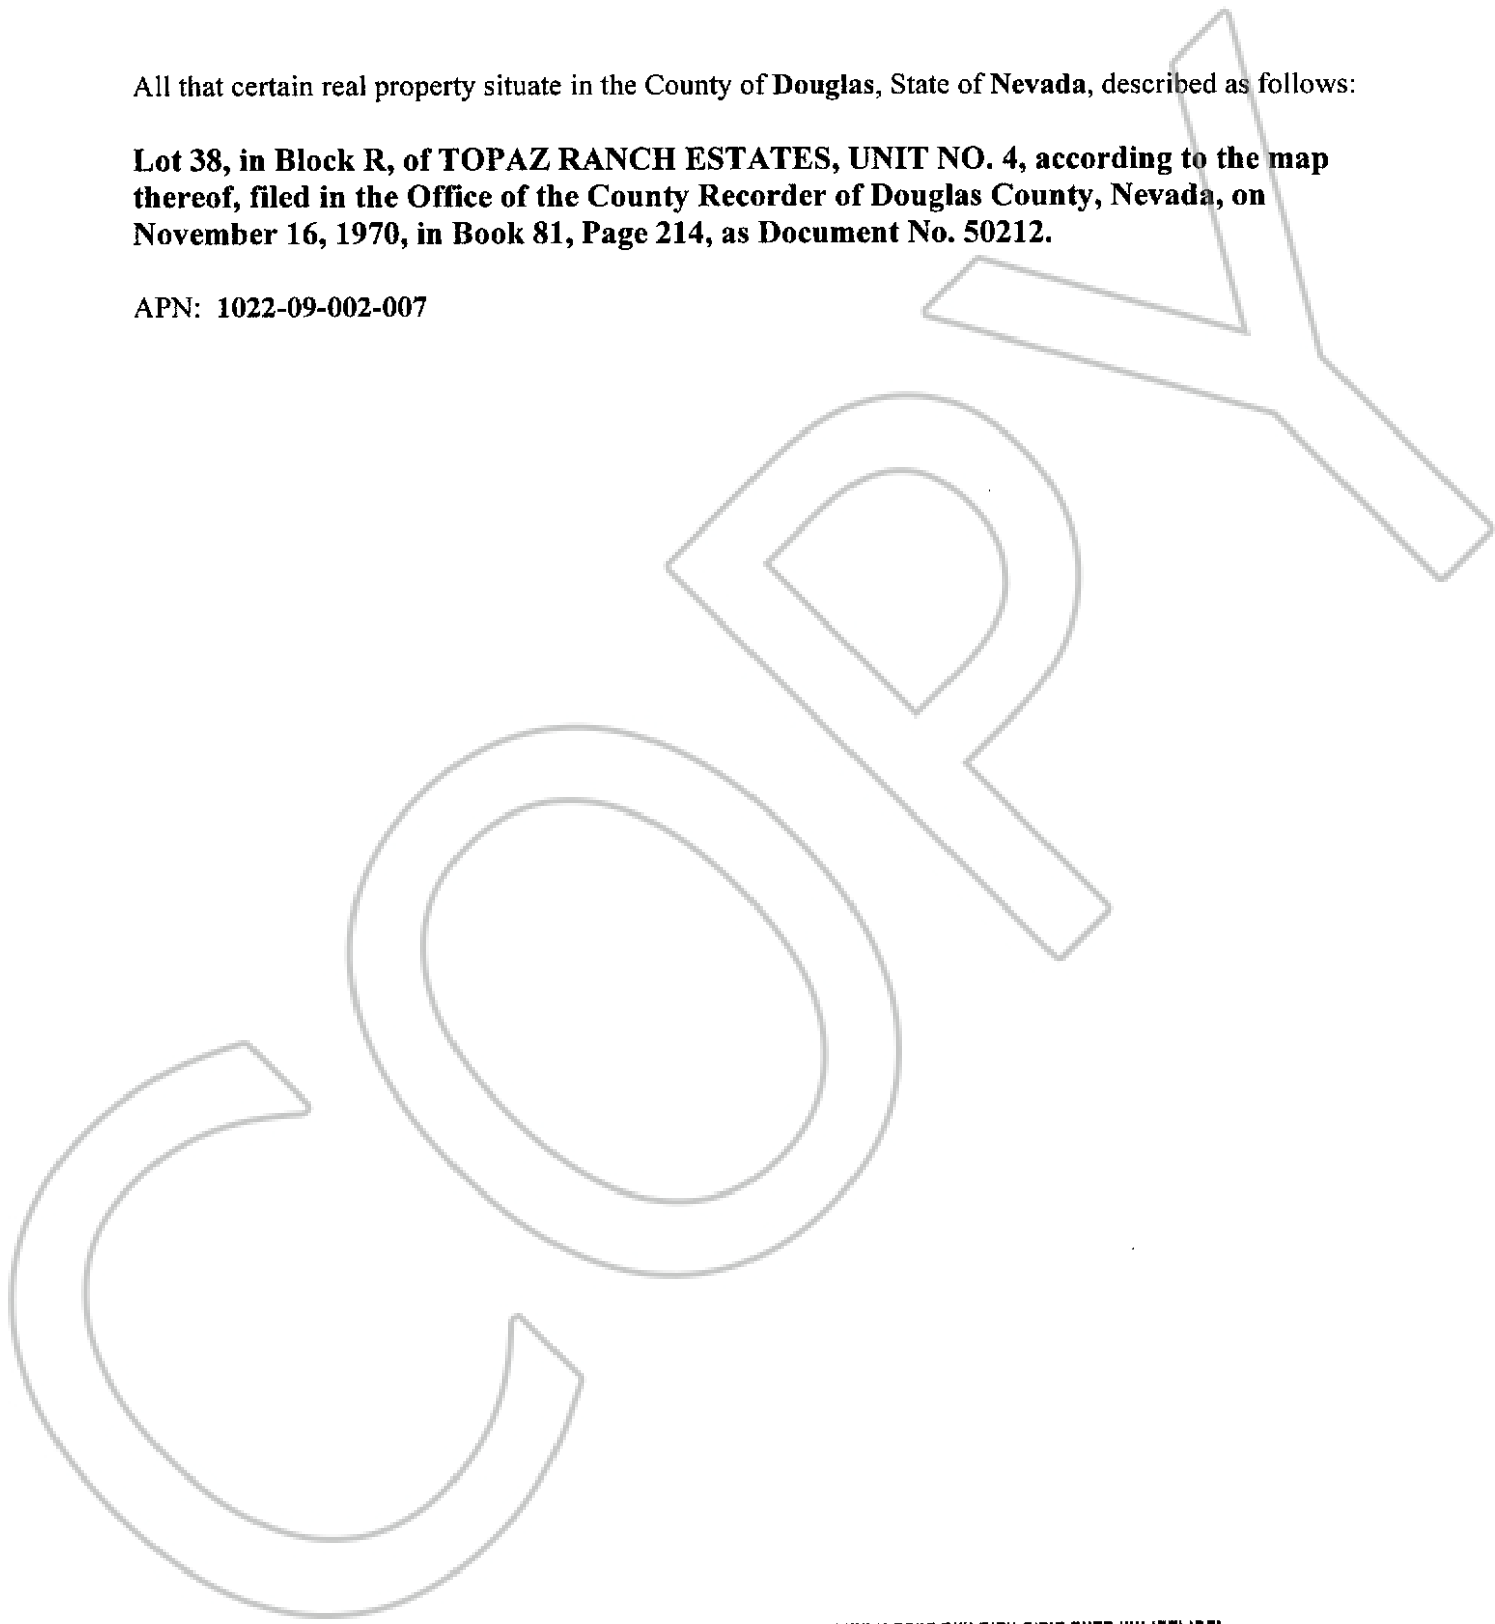 All that certain real property situate in the County of Douglas, State of Nevada, described as follows:
Lot 38, in Block R, of TOPAZ RANCH ESTATES, UNIT NO. 4, according to the map
thereof, filed in the Office of the County Recorder of Douglas County, Nevada, on
November 16, 1970, in Book 81, Page 214, as Document No. 50212.
APN: 1022-09-002-007
COPY